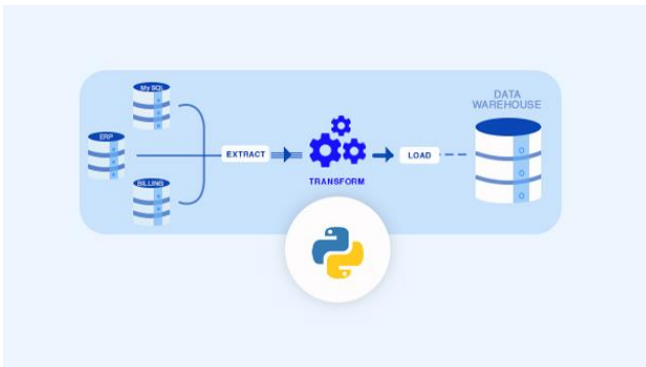 My SQL
ERP
BILLING
EXTRACT
TRANSFORM
LOAD
DATA
WAREHOUSE